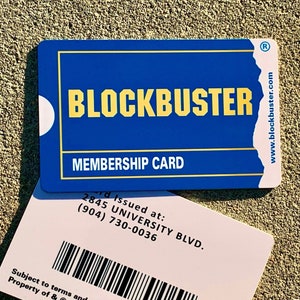 BLOCKBUSTER
®
www.blockbuster.com
MEMBERSHIP CARD
rd issued at:
2845 UNIVERSITY BLVD.
(904) 730-0036
Subject to terms and
Property of & ©